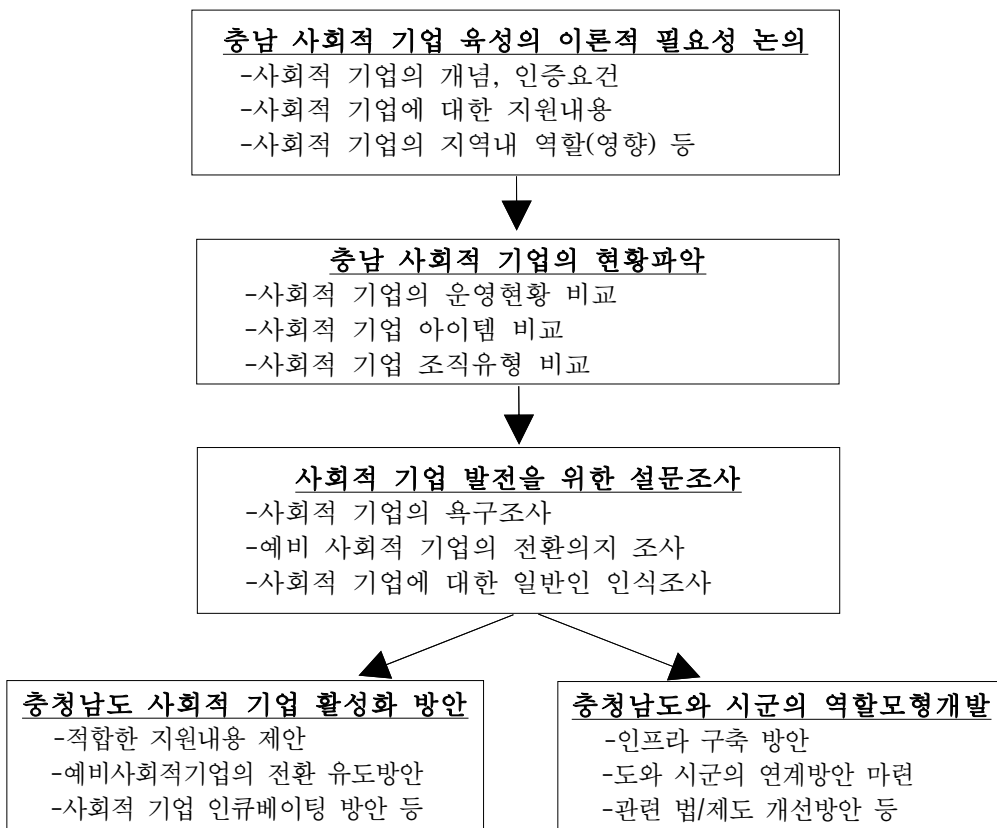 충남 사회적 기업 육성의 이론적 필요성 논의
-사회적 기업의 개념, 인증요건
-사회적 기업에 대한 지원내용
-사회적 기업의 지역내 역할(영향) 등
충남 사회적 기업의 현황파악
-사회적 기업의 운영현황 비교
-사회적 기업 아이템 비교
-사회적 기업 조직유형 비교
사회적 기업 발전을 위한 설문조사
-사회적 기업의 욕구조사
-예비 사회적 기업의 전환의지 조사
-사회적 기업에 대한 일반인 인식조사
충청남도 사회적 기업 활성화 방안
-적합한 지원내용 제안
-예비사회적기업의 전환 유도방안
-사회적 기업 인큐베이팅 방안 등
충청남도와 시군의 역할모형개발
-인프라 구축 방안
-도와 시군의 연계방안 마련
-관련 법/제도 개선방안 등